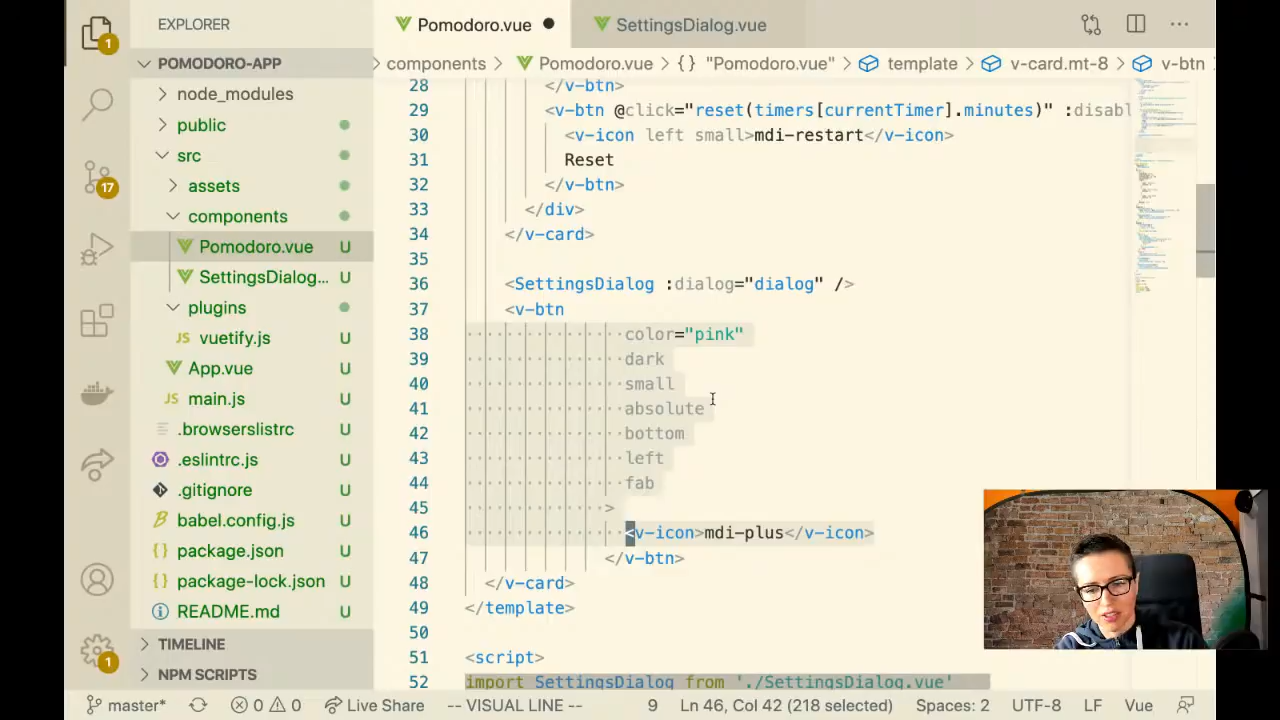 EXPLORER
Pomodoro.vue
SettingsDialog.vue
1
POMODORO-APP
components
Pomodoro.vue
{} "Pomodoro.vue"
template
v-card.mt-8
v-btn
node_modules
public
src
assets
components
Pomodoro.vue U
SettingsDialog... U
plugins
JS vuetify.js U
App.vue U
JS main.js U
.browserslistrc U
.eslintrc.js U
.gitignore U
babel.config.js U
package.json U
package-lock.json U
README.md U
TIMELINE
NPM SCRIPTS
17
1
28 </v-btn>
29 <v-btn @click="reset(timers[currentTimer].minutes)" :disabl
30 <v-icon left small>mdi-restart</v-icon>
31 Reset
32 </v-btn>
33 </div>
34 </v-card>
35
36 <SettingsDialog :dialog="dialog" />
37 <v-btn
38 color="pink"
39 dark
40 small
41 absolute
42 bottom
43 left
44 fab
45 >
46 <v-icon>mdi-plus</v-icon>
47 </v-btn>
48 </v-card>
49 </template>
50
51 <script>
52 import SettingsDialog from './SettingsDialog.vue'
master*
0
0
Live Share
-- VISUAL LINE --
9
Ln 46, Col 42 (218 selected)
Spaces: 2
UTF-8
LF
Vue